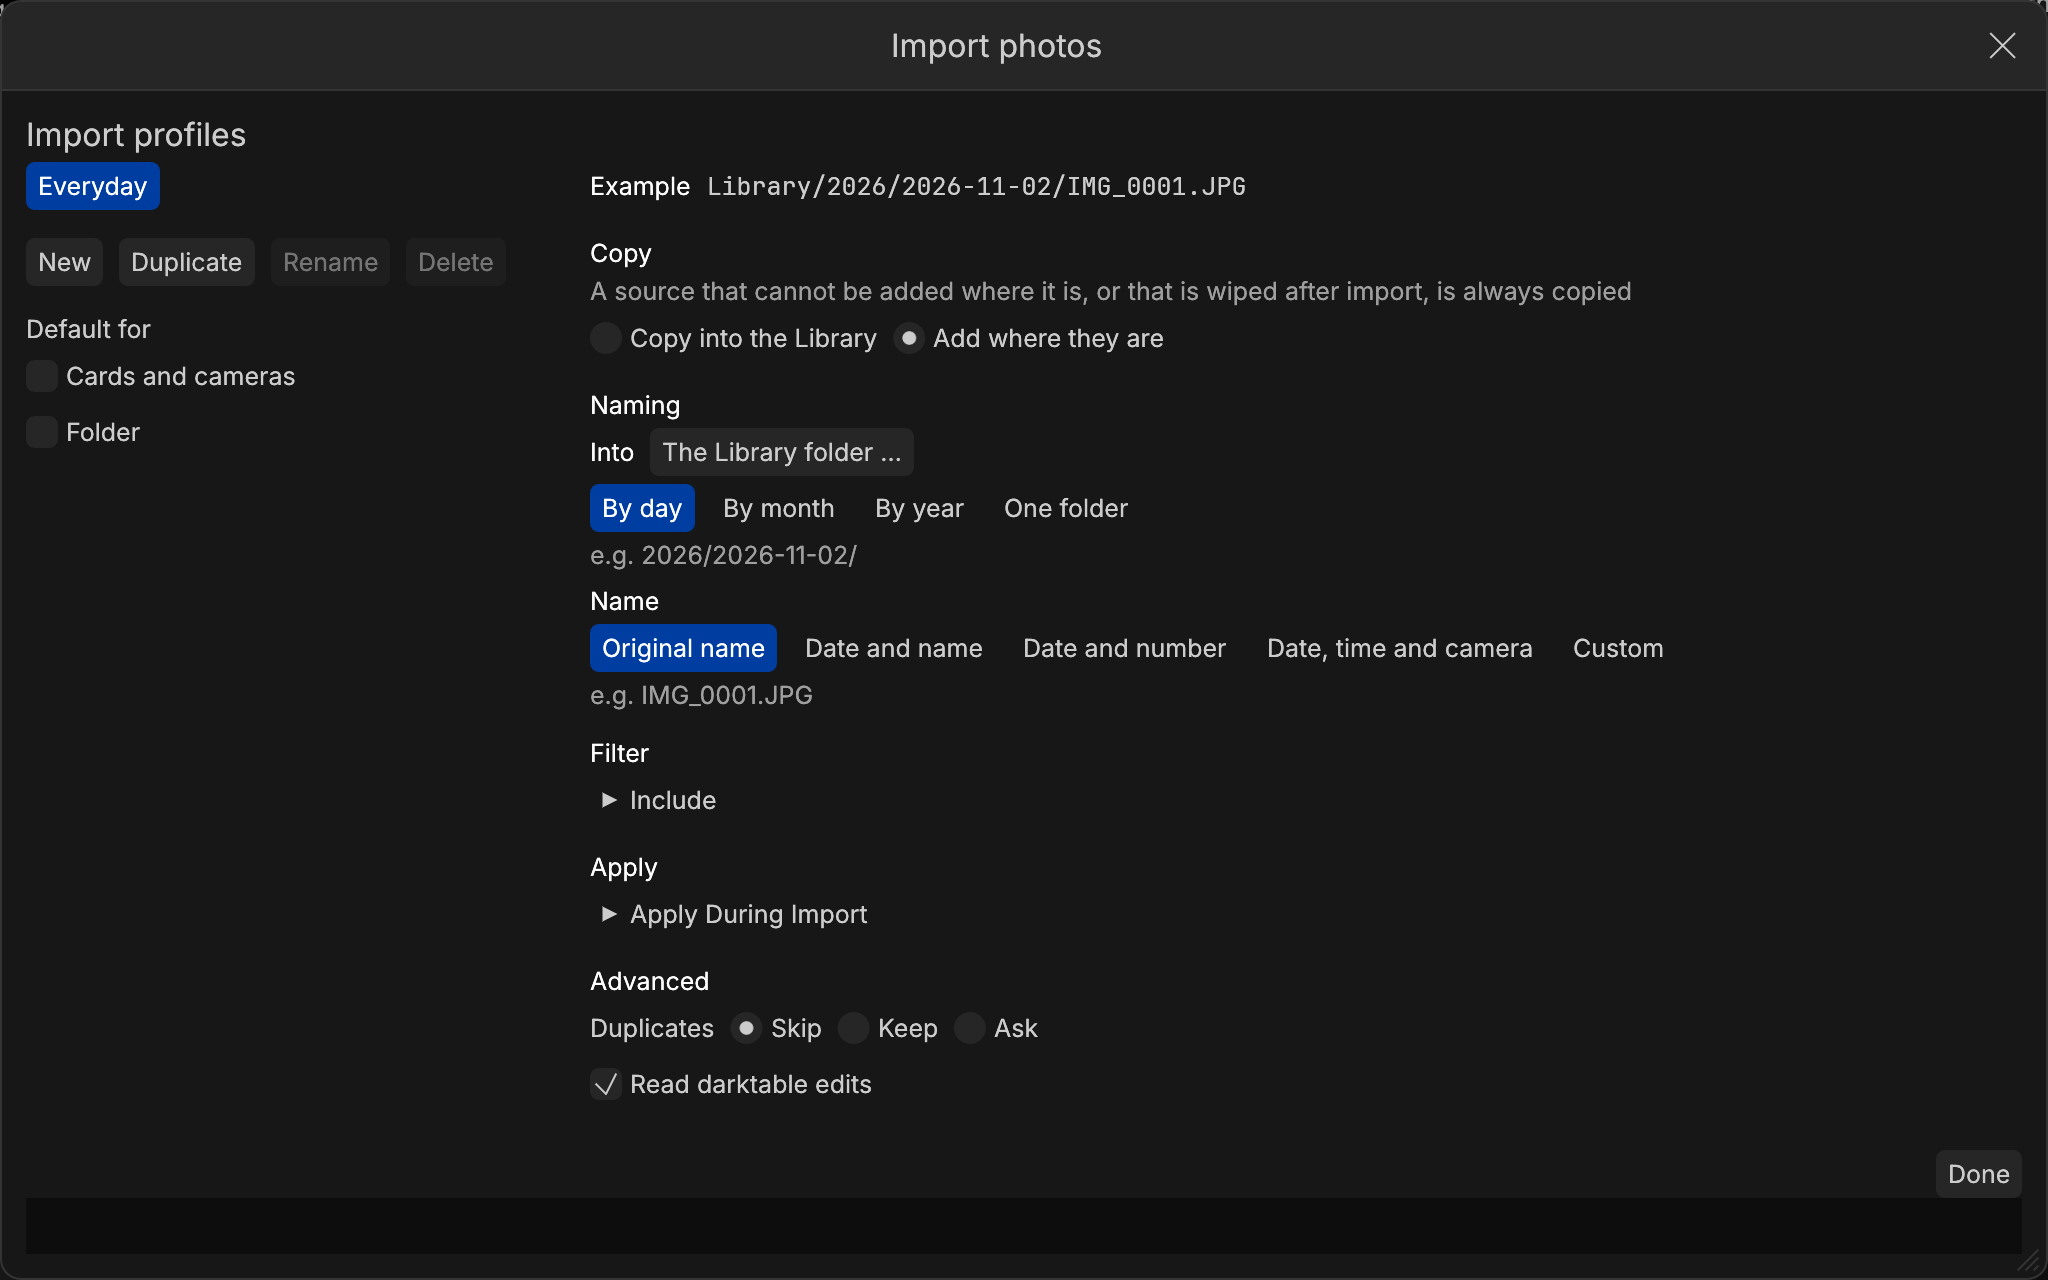 Import photos
Import profiles
Everyday
New Duplicate Rename Delete
Default for
Cards and cameras
Folder
Example Library/2026/2026-11-02/IMG_0001.JPG
Copy
A source that cannot be added where it is, or that is wiped after import, is always copied
Copy into the Library Add where they are
Naming
Into The Library folder ...
By day By month By year One folder
e.g. 2026/2026-11-02/
Name
Original name Date and name Date and number Date, time and camera Custom
e.g. IMG_0001.JPG
Filter
Include
Apply
Apply During Import
Advanced
Duplicates Skip Keep Ask
Read darktable edits
Done